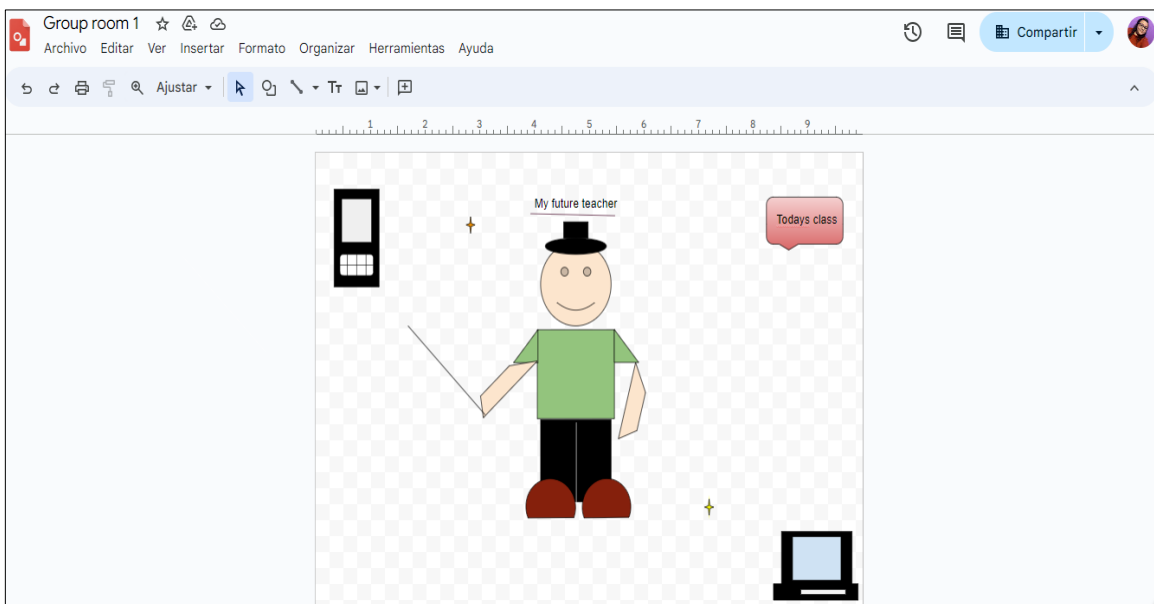 Group room 1
Archivo Editar Ver Insertar Formato Organizar Herramientas Ayuda
Compartir
Ajustar
Tr
1 2 3 4 5 6 7 8 9
My future teacher
Todays class